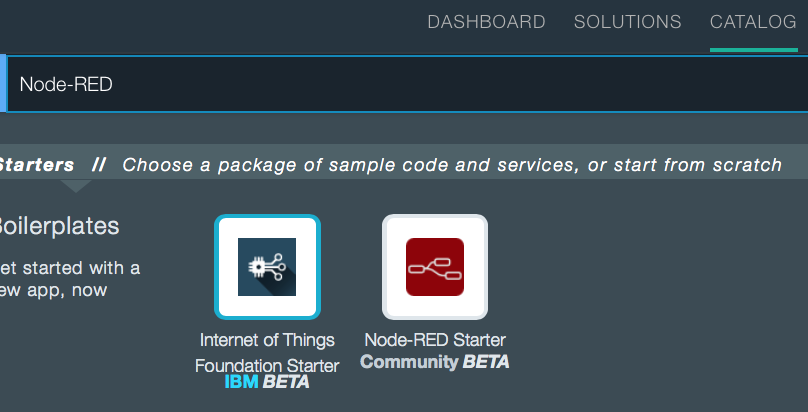 DASHBOARD SOLUTIONS CATALOG
Node-RED
Starters // Choose a package of sample code and services, or start from scratch
Boilerplates
et started with a
ew app, now
Internet of Things
Foundation Starter
IBM BETA
Node-RED Starter
Community BETA